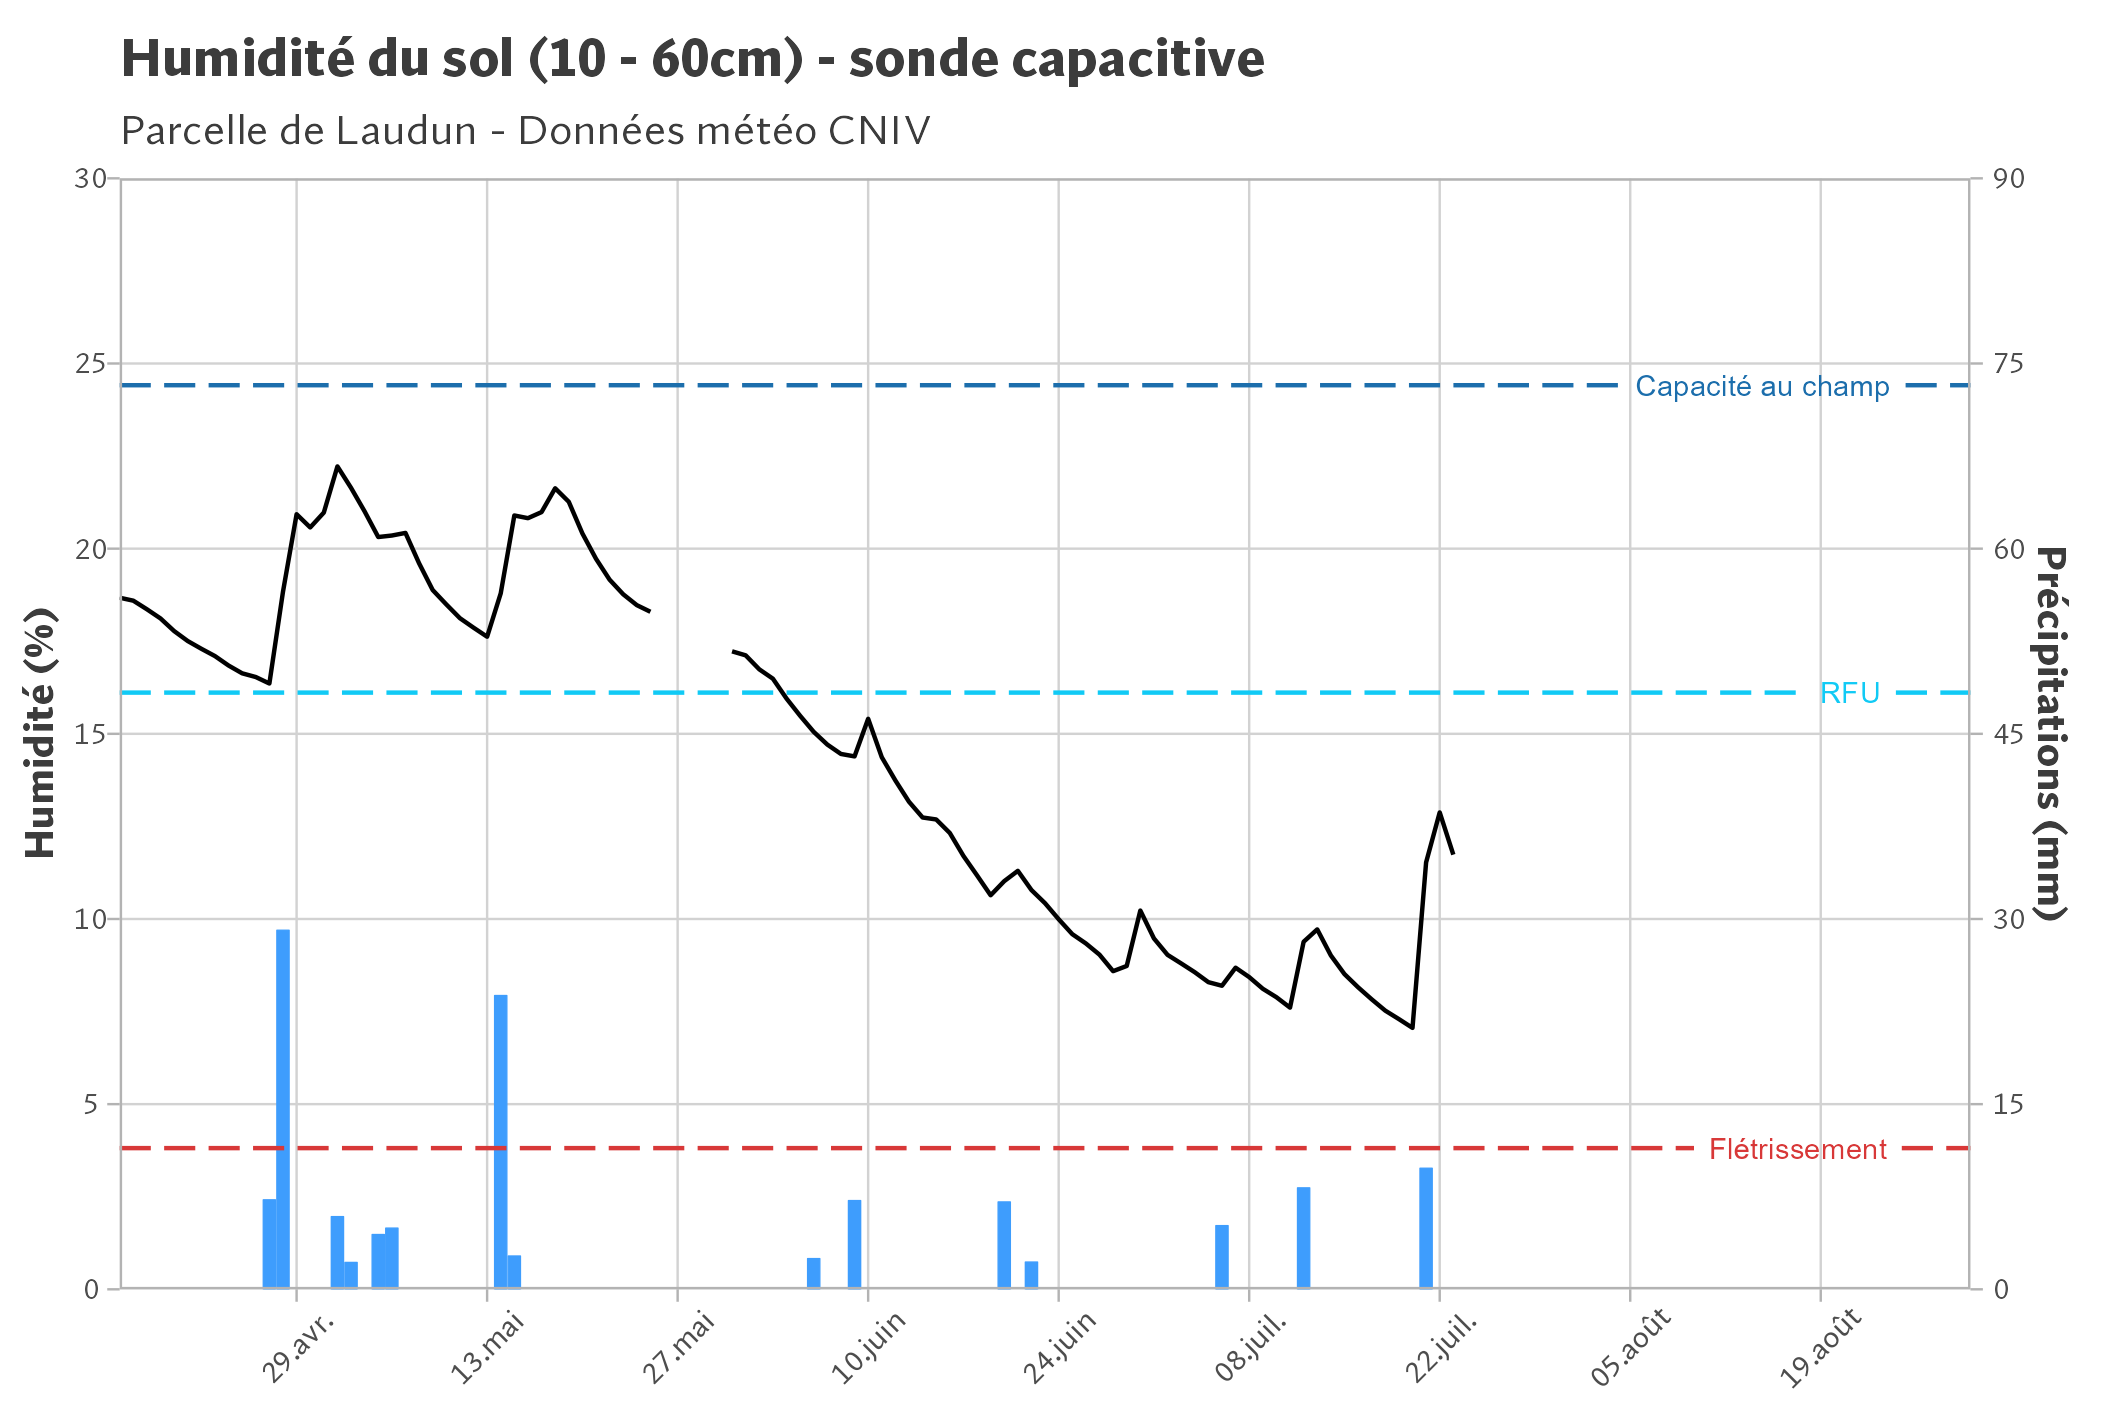 Humidité du sol (10 - 60cm) - sonde capacitive
Parcelle de Laudun - Données météo CNIV
30
25
20
15
10
5
0
Humidité (%)
90
75
60
45
30
15
0
Précipitations (mm)
Capacité au champ
RFU
Flétrissement
29.avr.
13.mai
27.mai
10.juin
24.juin
08.juil.
22.juil.
05.août
19.août